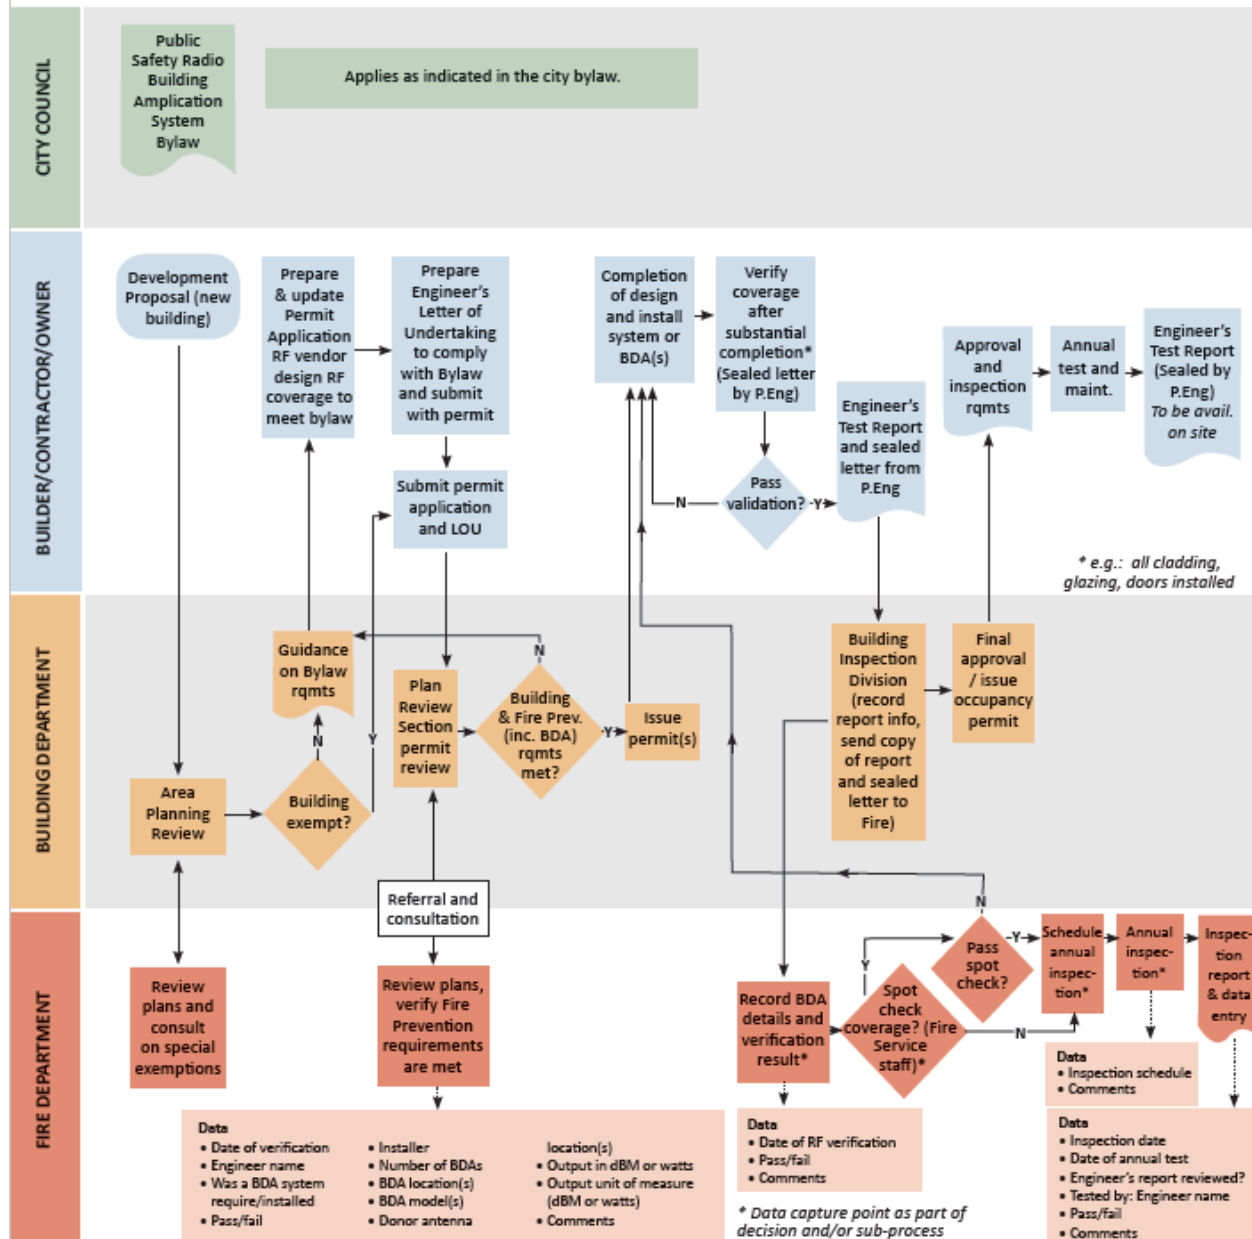 CITY COUNCIL
Public
Safety Radio
Building
Amplication
System
Bylaw
Applies as indicated in the city bylaw.
BUILDER/CONTRACTOR/OWNER
Development
Proposal (new
building)
Prepare
& update
Permit
Application
RF vendor
design RF
coverage to
meet bylaw
Prepare
Engineer's
Letter of
Undertaking
to comply
with Bylaw
and submit
with permit
Submit permit
application
and LOU
Completion
of design
and install
system or
BDA(s)
Verify
coverage
after
substantial
completion*
(Sealed letter
by P.Eng)
Pass
validation?
N
Y
Engineer's
Test Report
and sealed
letter from
P.Eng
Approval
and
inspection
rqmts
Annual
test and
maint.
Engineer's
Test Report
(Sealed by
P.Eng)
To be avail.
on site
* e.g.: all cladding,
glazing, doors installed
BUILDING DEPARTMENT
Area
Planning
Review
Building
exempt?
N
Y
Guidance
on Bylaw
rqmts
Plan
Review
Section
permit
review
Building
& Fire Prev.
(inc. BDA)
rqmts
met?
N
Y
Issue
permit(s)
Building
Inspection
Division
(record
report info,
send copy
of report
and sealed
letter to
Fire)
Final
approval
/ issue
occupancy
permit
Referral and
consultation
FIRE DEPARTMENT
Review
plans and
consult
on special
exemptions
Review plans,
verify Fire
Prevention
requirements
are met
Data
• Date of verification
• Engineer name
• Was a BDA system
require/installed
• Pass/fail
• Installer
• Number of BDAs
• BDA location(s)
• BDA model(s)
• Donor antenna
location(s)
• Output in dBM or watts
• Output unit of measure
(dBM or watts)
• Comments
Record BDA
details and
verification
result*
Data
• Date of RF verification
• Pass/fail
• Comments
* Data capture point as part of
decision and/or sub-process
Spot
check
coverage? (Fire
Service
staff)*
Y
N
Pass
spot
check?
N
Y
Schedule
annual
inspec-
tion*
Annual
inspec-
tion*
Inspec-
tion
report
& data
entry
Data
• Inspection schedule
• Comments
Data
• Inspection date
• Date of annual test
• Engineer's report reviewed?
• Tested by: Engineer name
• Pass/fail
• Comments